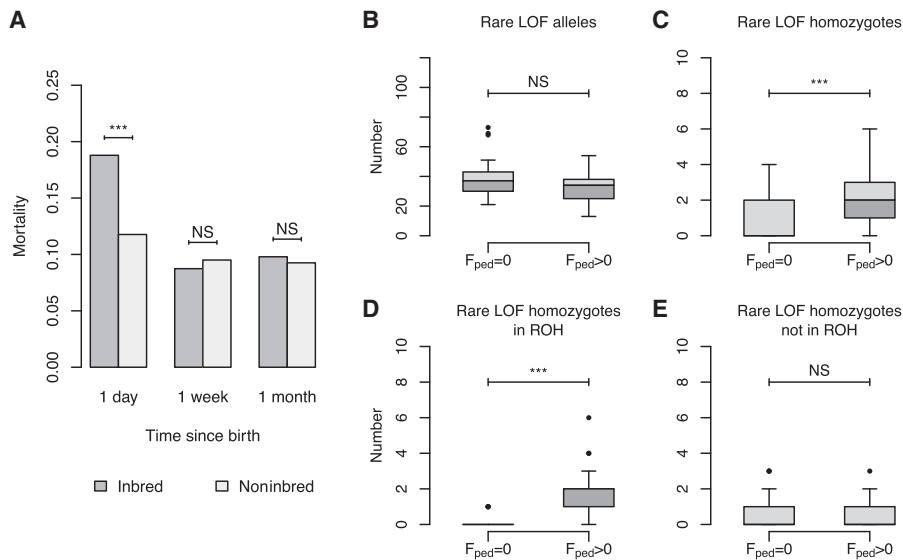 A
0.25
0.20
0.15
0.10
0.05
0.00
Mortality
***
NS
NS
1 day
1 week
1 month
Time since birth
Inbred
Noninbred
B
Rare LOF alleles
100
60
20
0
Number
NS
Fped=0
Fped>0
C
Rare LOF homozygotes
10
8
6
4
2
0
***
Fped=0
Fped>0
D
Rare LOF homozygotes
in ROH
10
8
6
4
2
0
Number
***
Fped=0
Fped>0
E
Rare LOF homozygotes
not in ROH
10
8
6
4
2
0
NS
Fped=0
Fped>0